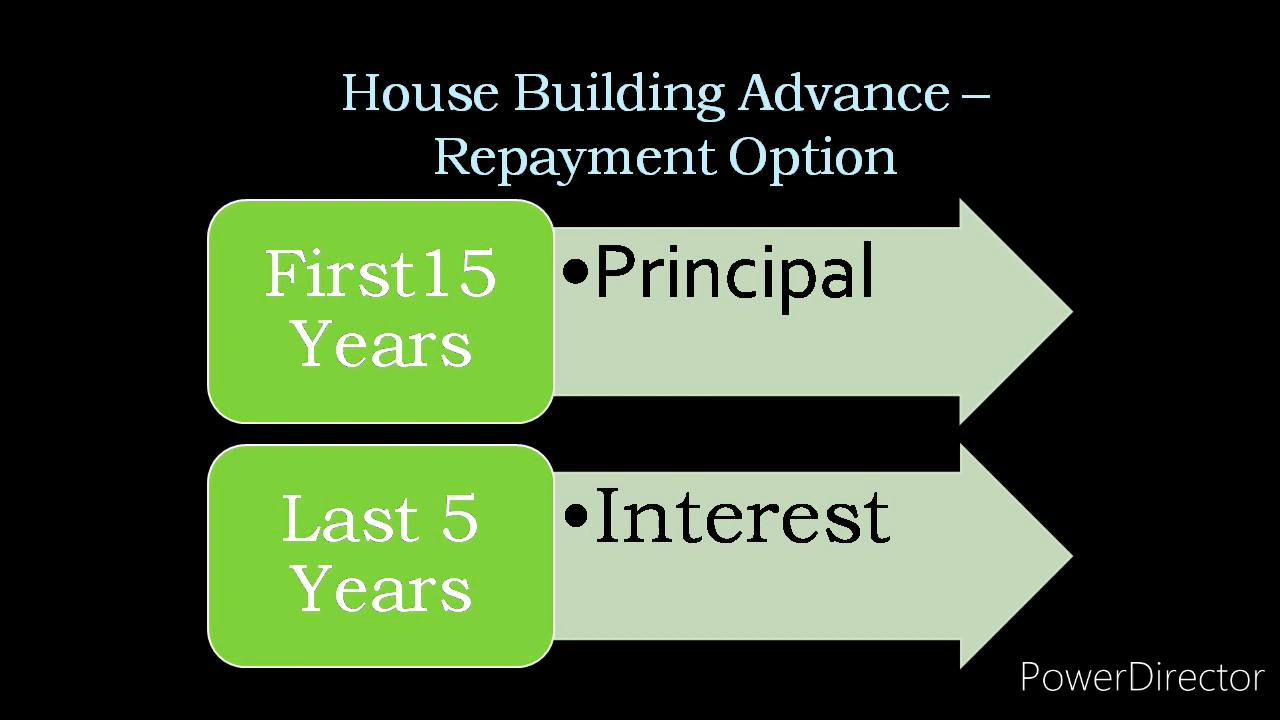 House Building Advance –
Repayment Option
First15
Years
•Principal
Last 5
Years
•Interest
PowerDirector